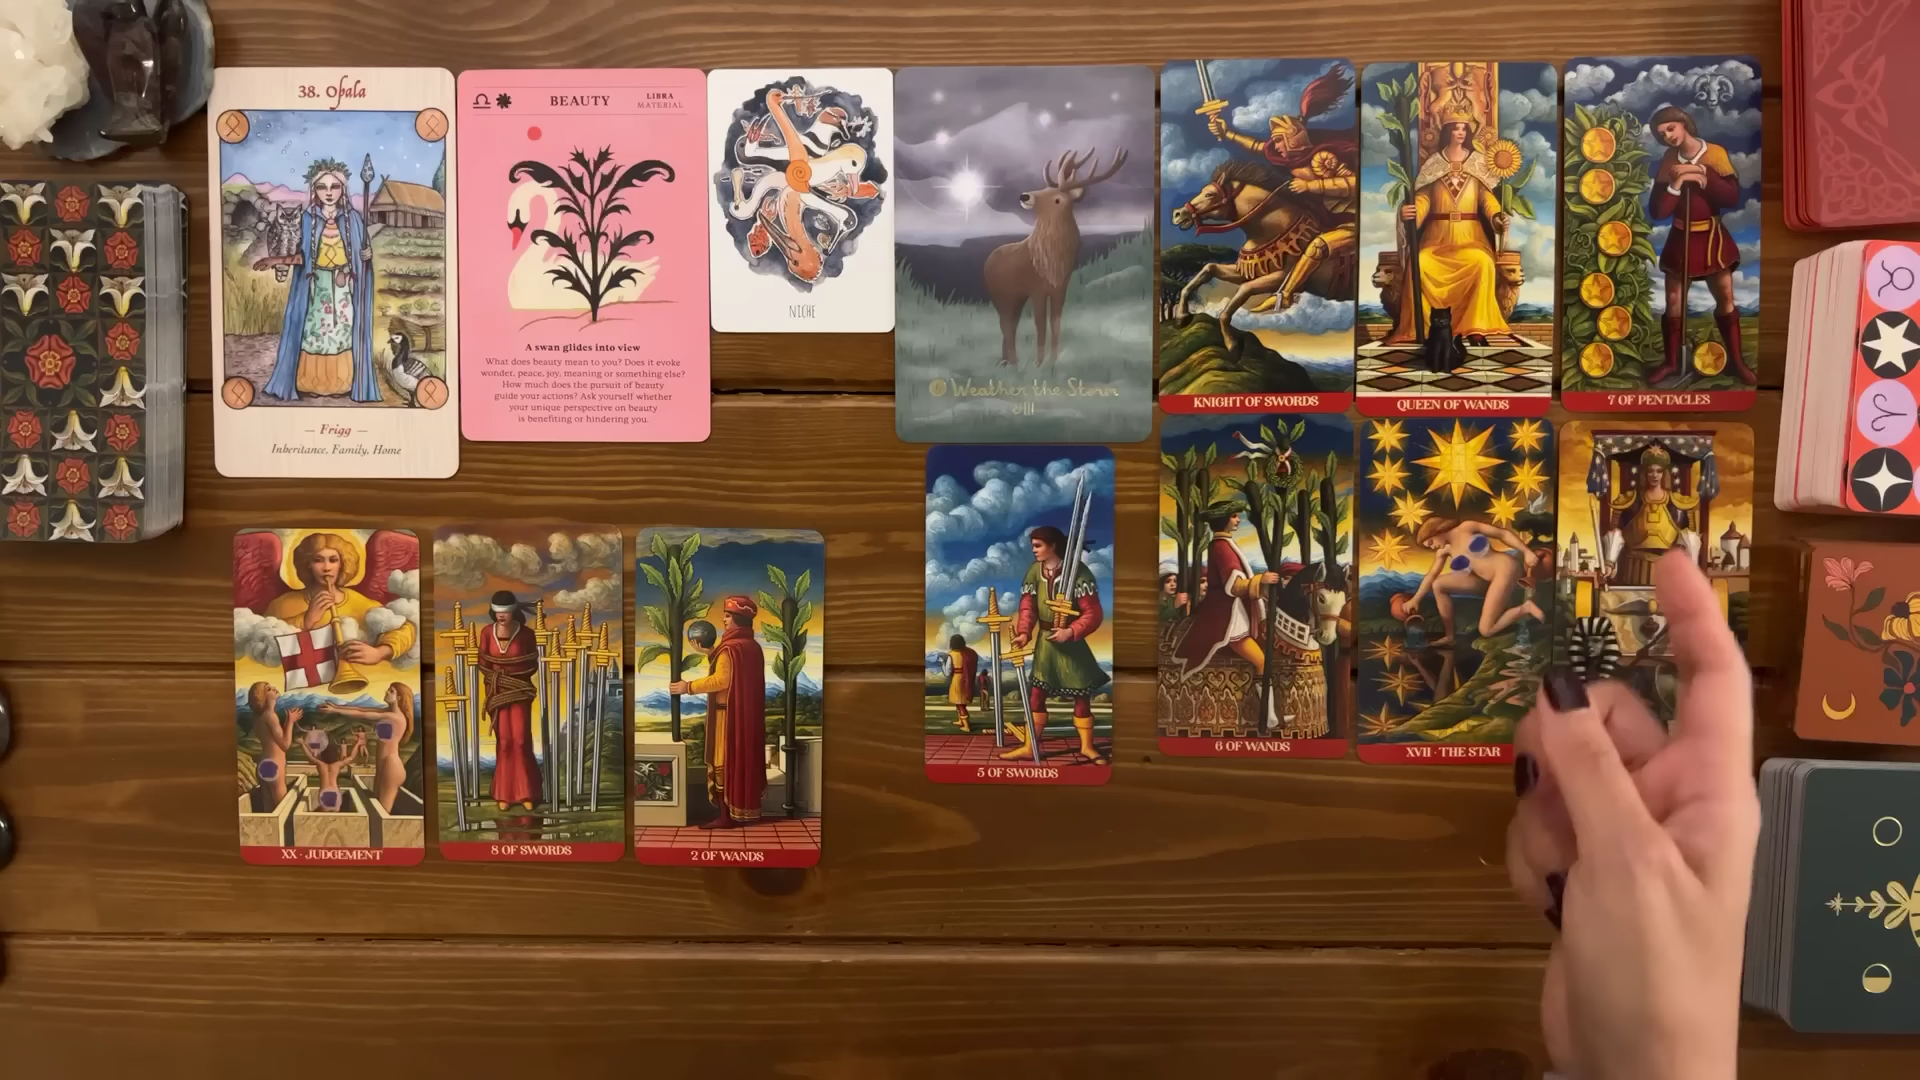 38. Opala
— Frigg —
Inheritance, Family, Home
BEAUTY
LIBRA
MATERIAL
A swan glides into view
What does beauty mean to you? Does it evoke
wonder, peace, joy, meaning or something else?
How much does the pursuit of beauty
guide your actions? Ask yourself whether
your unique perspective on beauty
is benefiting or hindering you.
NICHE
Weather the Storm
KNIGHT OF SWORDS
QUEEN OF WANDS
7 OF PENTACLES
XX · JUDGEMENT
8 OF SWORDS
2 OF WANDS
5 OF SWORDS
6 OF WANDS
XVII · THE STAR